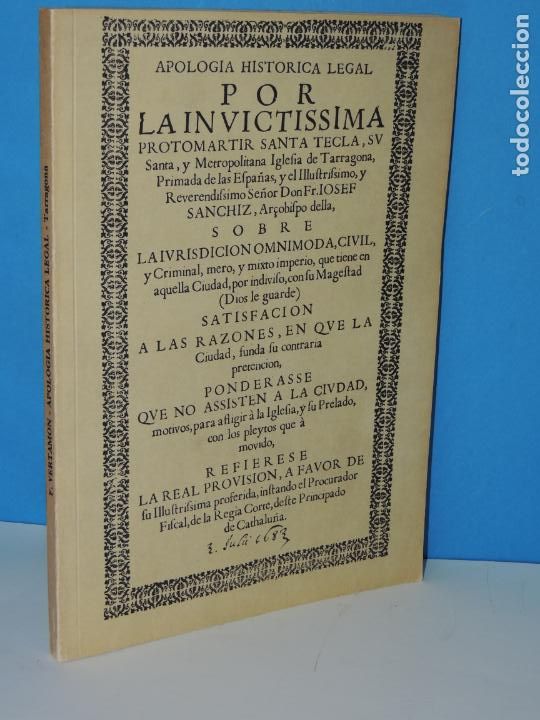 APOLOGIA HISTORICA LEGAL
POR
LA INVICTISSIMA
PROTOMARTIR SANTA TECLA, SV
Santa, y Metropolitana Iglesia de Tarragona,
Primada de las Españas, y el Illustrissimo, y
Reverendissimo Señor Don Fr. IOSEF
SANCHIZ, Arçobispo della,
SOBRE
LA IVRISDICION OMNIMODA, CIVIL,
y Criminal, mero, y mixto imperio, que tiene en
aquella Ciudad, por indiviso, con su Magestad
(Dios le guarde)
SATISFACION
A LAS RAZONES, EN QVE LA
Ciudad, funda su contraria
pretencion,
PONDERASSE
QVE NO ASSISTEN A LA CIVDAD,
motivos, para afligir à la Iglesia, y su Prelado,
con los pleytos que à
movido,
REFIERESE
LA REAL PROVISION, A FAVOR DE
su Illustrissima proferida, instando el Procurador
Fiscal, de la Regia Corte, deste Principado
de Cathaluña.
3. Julii 1683
F. VERTAMON - APOLOGIA HISTORICA LEGAL - Tarragona
todocoleccion